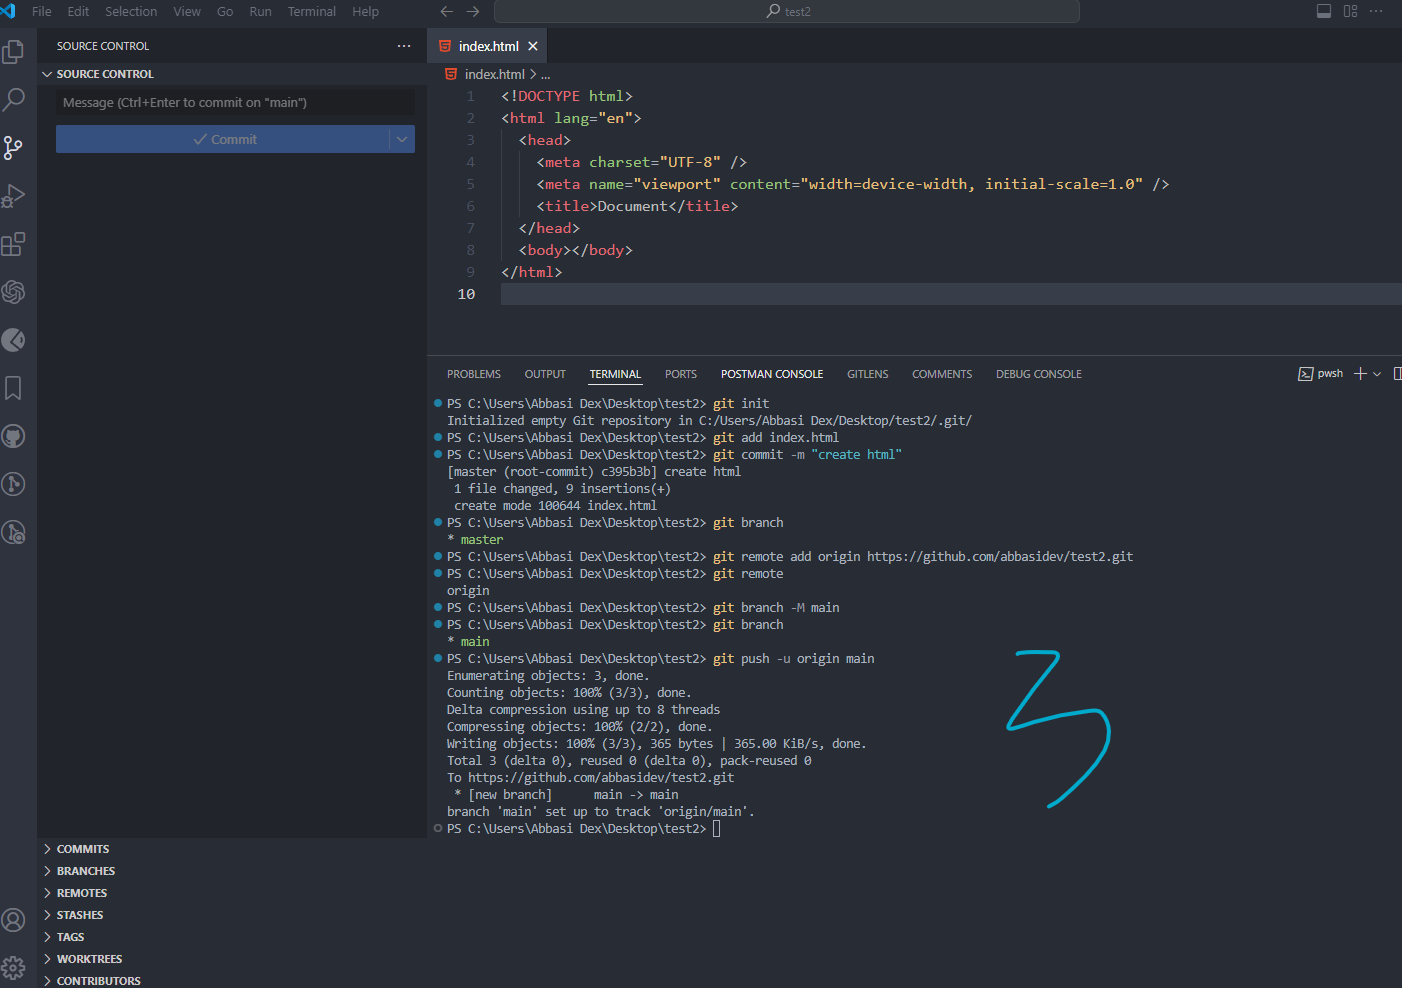 File Edit Selection View Go Run Terminal Help
test2
SOURCE CONTROL
SOURCE CONTROL
Message (Ctrl+Enter to commit on "main")
Commit
index.html
index.html > ...
1 <!DOCTYPE html>
2 <html lang="en">
3 <head>
4 <meta charset="UTF-8" />
5 <meta name="viewport" content="width=device-width, initial-scale=1.0" />
6 <title>Document</title>
7 </head>
8 <body></body>
9 </html>
10
PROBLEMS OUTPUT TERMINAL PORTS POSTMAN CONSOLE GITLENS COMMENTS DEBUG CONSOLE
pwsh
PS C:\Users\Abbasi Dex\Desktop\test2> git init
Initialized empty Git repository in C:/Users/Abbasi Dex/Desktop/test2/.git/
PS C:\Users\Abbasi Dex\Desktop\test2> git add index.html
PS C:\Users\Abbasi Dex\Desktop\test2> git commit -m "create html"
[master (root-commit) c395b3b] create html
1 file changed, 9 insertions(+)
create mode 100644 index.html
PS C:\Users\Abbasi Dex\Desktop\test2> git branch
* master
PS C:\Users\Abbasi Dex\Desktop\test2> git remote add origin https://github.com/abbasidev/test2.git
PS C:\Users\Abbasi Dex\Desktop\test2> git remote
origin
PS C:\Users\Abbasi Dex\Desktop\test2> git branch -M main
PS C:\Users\Abbasi Dex\Desktop\test2> git branch
* main
PS C:\Users\Abbasi Dex\Desktop\test2> git push -u origin main
Enumerating objects: 3, done.
Counting objects: 100% (3/3), done.
Delta compression using up to 8 threads
Compressing objects: 100% (2/2), done.
Writing objects: 100% (3/3), 365 bytes | 365.00 KiB/s, done.
Total 3 (delta 0), reused 0 (delta 0), pack-reused 0
To https://github.com/abbasidev/test2.git
* [new branch] main -> main
branch 'main' set up to track 'origin/main'.
PS C:\Users\Abbasi Dex\Desktop\test2>
3
COMMITS
BRANCHES
REMOTES
STASHES
TAGS
WORKTREES
CONTRIBUTORS